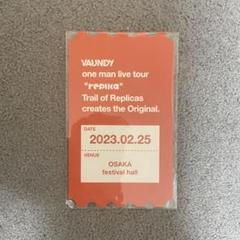 VAUNDY
one man live tour
"replica"
Trail of Replicas
creates the Original.
DATE
2023.02.25
VENUE
OSAKA
festival hall